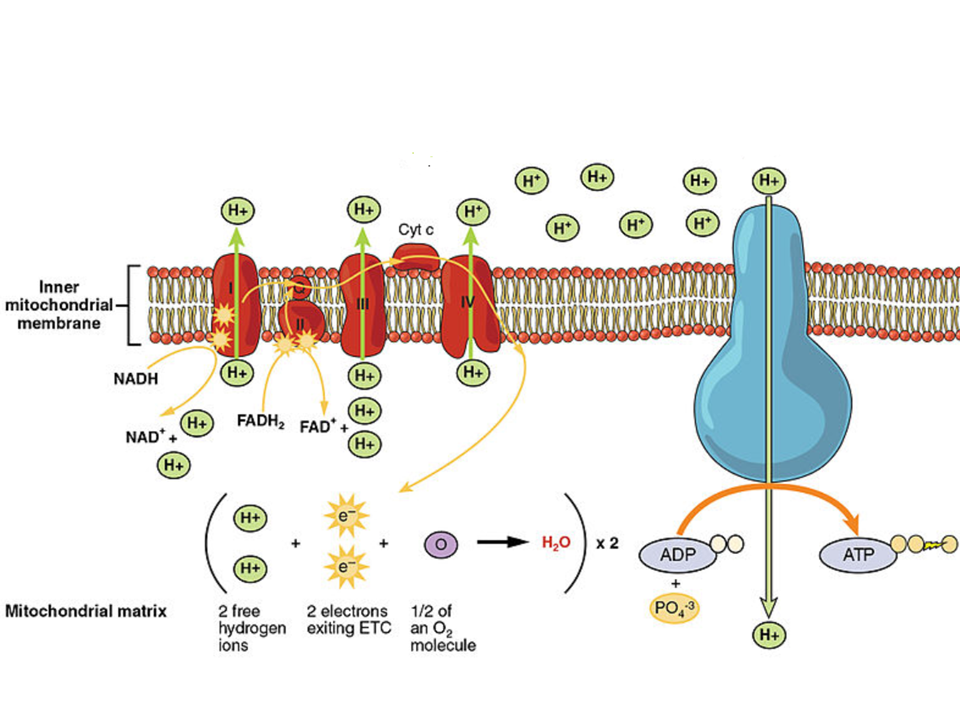 H⁺ H+ H+ H+
H+ H+ H⁺ H⁺ H⁺ H⁺
Cyt c
Inner
mitochondrial
membrane
I Q II III IV
NADH H+ H+ H+
H+
NAD⁺ + H+ FADH₂ FAD⁺ + H+
H+
H+ + e⁻ + O → H₂O x 2
H+ e⁻
ADP ATP
+
PO₄⁻³
H+
Mitochondrial matrix
2 free
hydrogen
ions
2 electrons
exiting ETC
1/2 of
an O₂
molecule